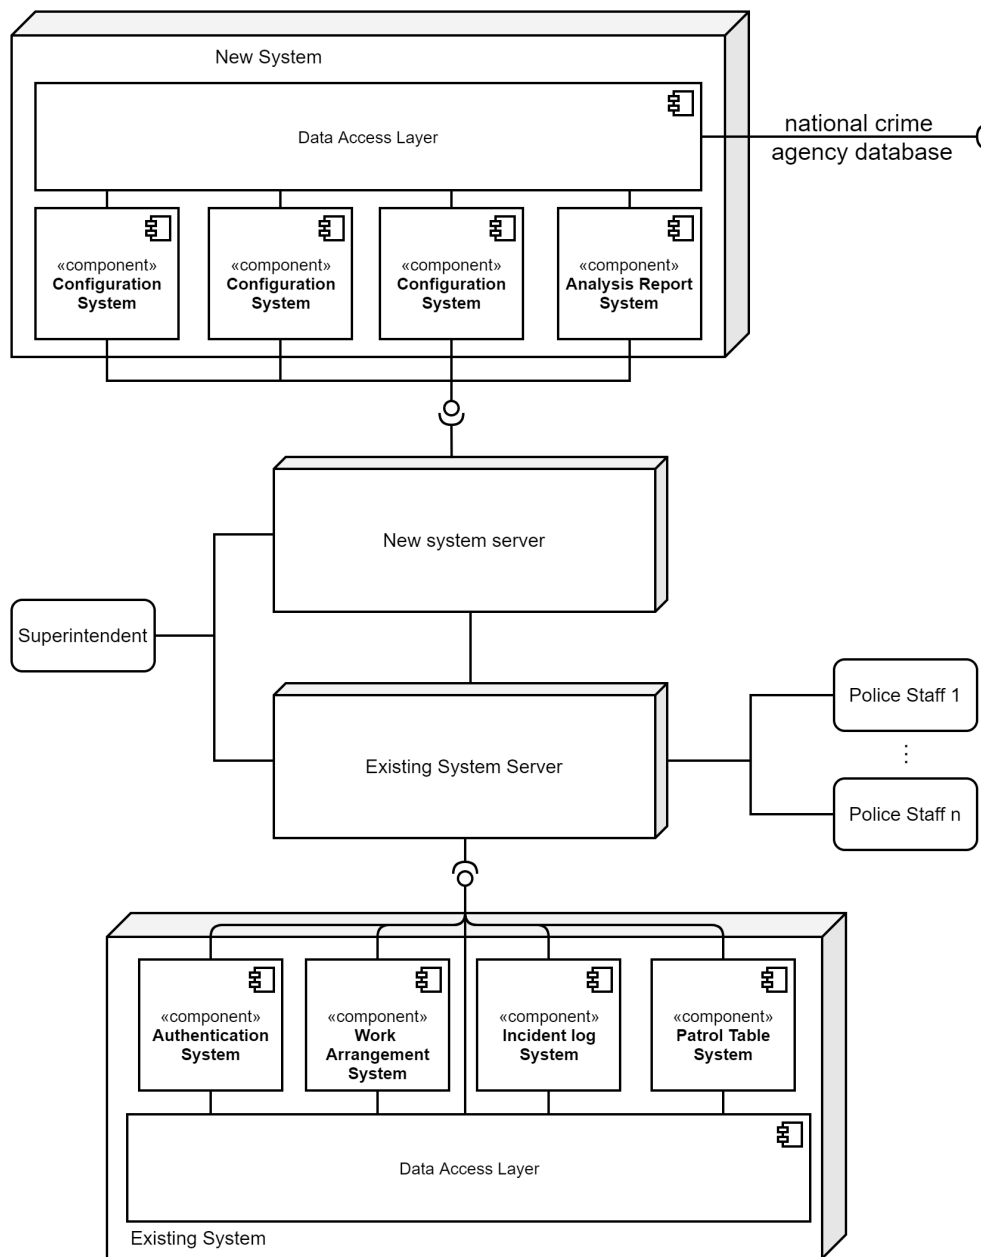 New System
Data Access Layer
national crime
agency database
«component»
Configuration
System
«component»
Configuration
System
«component»
Configuration
System
«component»
Analysis Report
System
New system server
Superintendent
Existing System Server
Police Staff 1
...
Police Staff n
«component»
Authentication
System
«component»
Work
Arrangement
System
«component»
Incident log
System
«component»
Patrol Table
System
Data Access Layer
Existing System